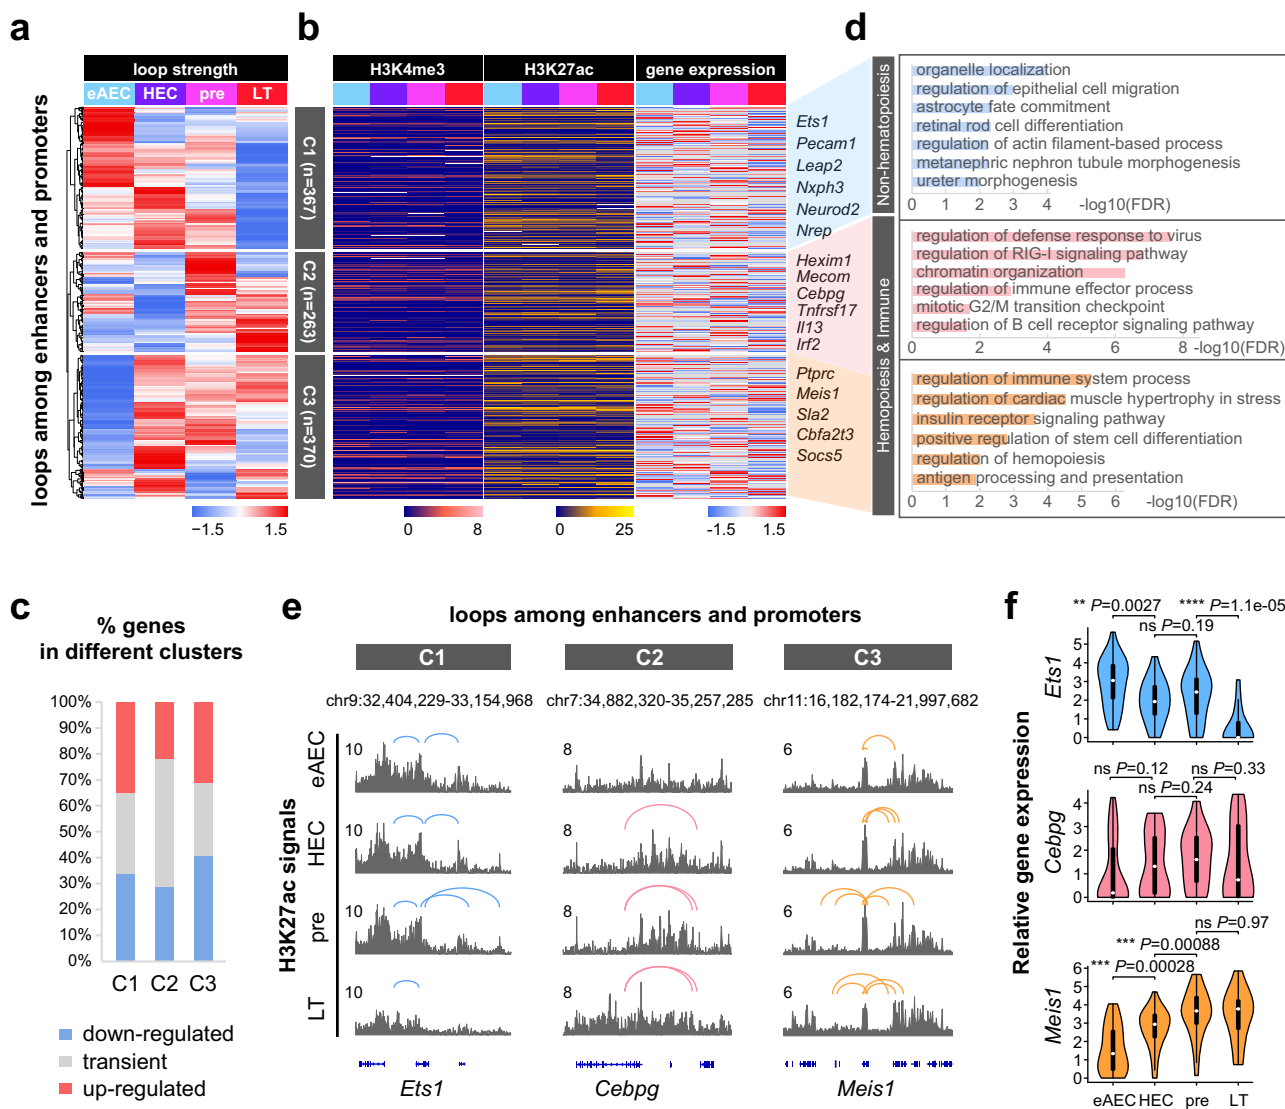 a
loop strength
eAEC HEC pre LT
loops among enhancers and promoters
−1.5 1.5
b
H3K4me3 H3K27ac gene expression
C1 (n=367)
C2 (n=263)
C3 (n=370)
0 8
0 25
-1.5 1.5
Ets1
Pecam1
Leap2
Nxph3
Neurod2
Nrep
Hexim1
Mecom
Cebpg
Tnfrsf17
Il13
Irf2
Ptprc
Meis1
Sla2
Cbfa2t3
Socs5
d
Non-hematopoiesis
organelle localization
regulation of epithelial cell migration
astrocyte fate commitment
retinal rod cell differentiation
regulation of actin filament-based process
metanephric nephron tubule morphogenesis
ureter morphogenesis
0 1 2 3 4 -log10(FDR)
Hemopoiesis & Immune
regulation of defense response to virus
regulation of RIG-I signaling pathway
chromatin organization
regulation of immune effector process
mitotic G2/M transition checkpoint
regulation of B cell receptor signaling pathway
0 2 4 6 8 -log10(FDR)
regulation of immune system process
regulation of cardiac muscle hypertrophy in stress
insulin receptor signaling pathway
positive regulation of stem cell differentiation
regulation of hemopoiesis
antigen processing and presentation
0 1 2 3 4 5 6 -log10(FDR)
c
% genes
in different clusters
100%
90%
80%
70%
60%
50%
40%
30%
20%
10%
0%
C1 C2 C3
down-regulated
transient
up-regulated
e
loops among enhancers and promoters
C1 C2 C3
chr9:32,404,229-33,154,968 chr7:34,882,320-35,257,285 chr11:16,182,174-21,997,682
H3K27ac signals
eAEC
10 8 6
HEC
10 8 6
pre
10 8 6
LT
10 8 6
Ets1 Cebpg Meis1
f
Relative gene expression
** P=0.0027 **** P=1.1e-05
ns P=0.19
Ets1
5
4
3
2
1
0
ns P=0.12 ns P=0.33
ns P=0.24
Cebpg
4
3
2
1
0
ns P=0.97
*** P=0.00088
*** P=0.00028
Meis1
6
5
4
3
2
1
0
eAEC HEC pre LT